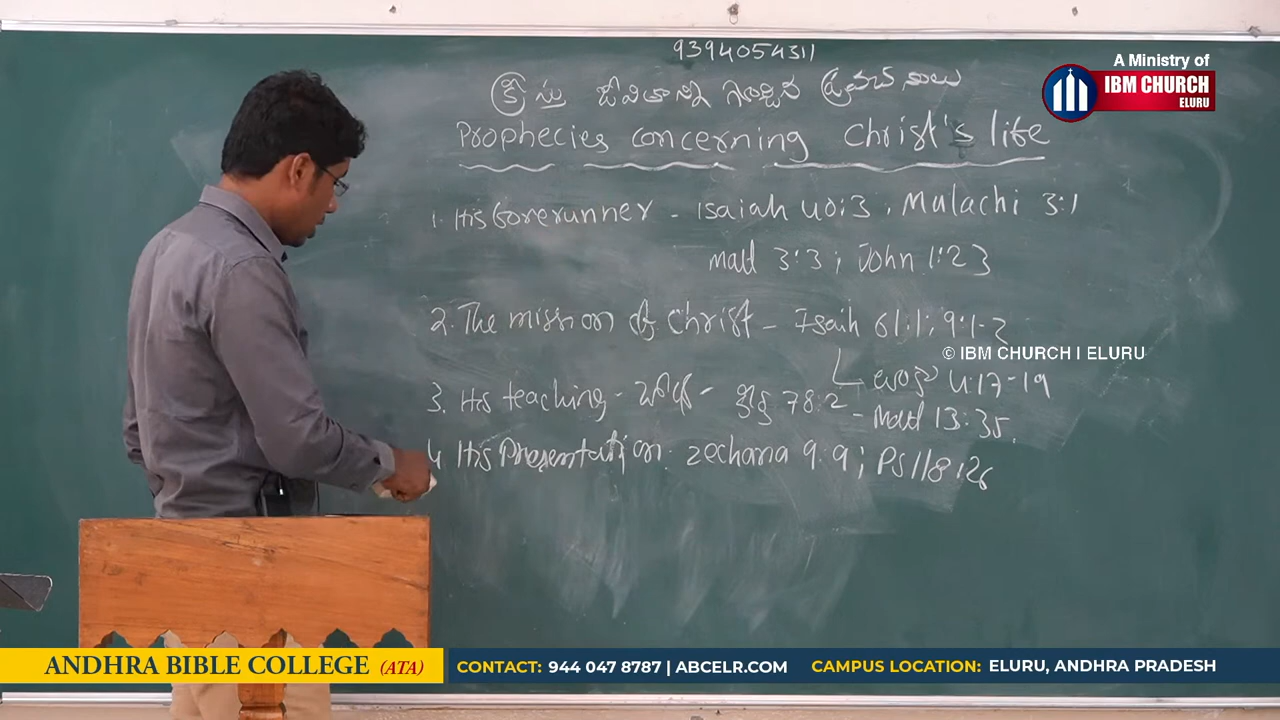 9394054311
A Ministry of
IBM CHURCH
ELURU
క్రీస్తు జీవితాన్ని గూర్చిన ప్రవచనాలు
Prophecies concerning Christ's life
1. His Forerunner - Isaiah 40:3, Malachi 3:1
Matt 3:3; John 1:23
2. The mission of Christ - Isaih 61:1; 9:1-2
© IBM CHURCH I ELURU
లూకా 4:17-19
3. His teaching - బోధ - కీర్త 78:2 - Matt 13:35.
4. His Presentation: zecharia 9:9; PS 118:26
ANDHRA BIBLE COLLEGE (ATA)
CONTACT: 944 047 8787 | ABCELR.COM CAMPUS LOCATION: ELURU, ANDHRA PRADESH